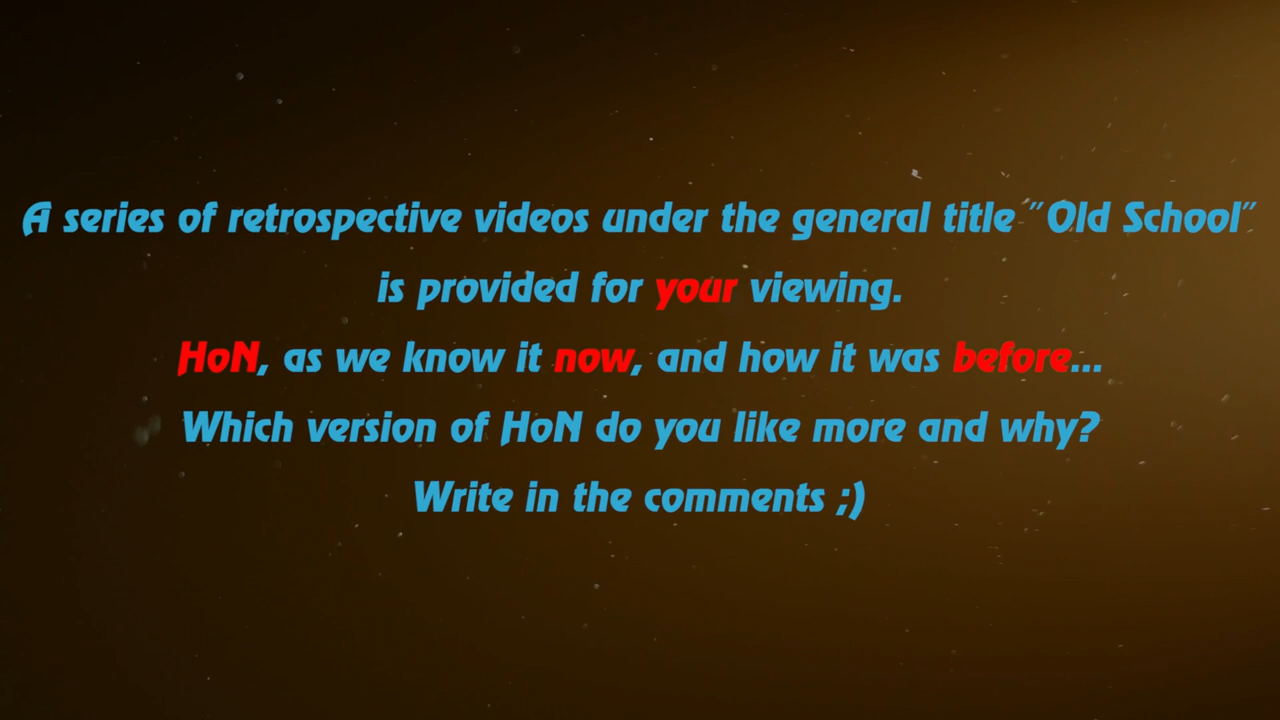 A series of retrospective videos under the general title "Old School"
is provided for your viewing.
HoN, as we know it now, and how it was before...
Which version of HoN do you like more and why?
Write in the comments ;)